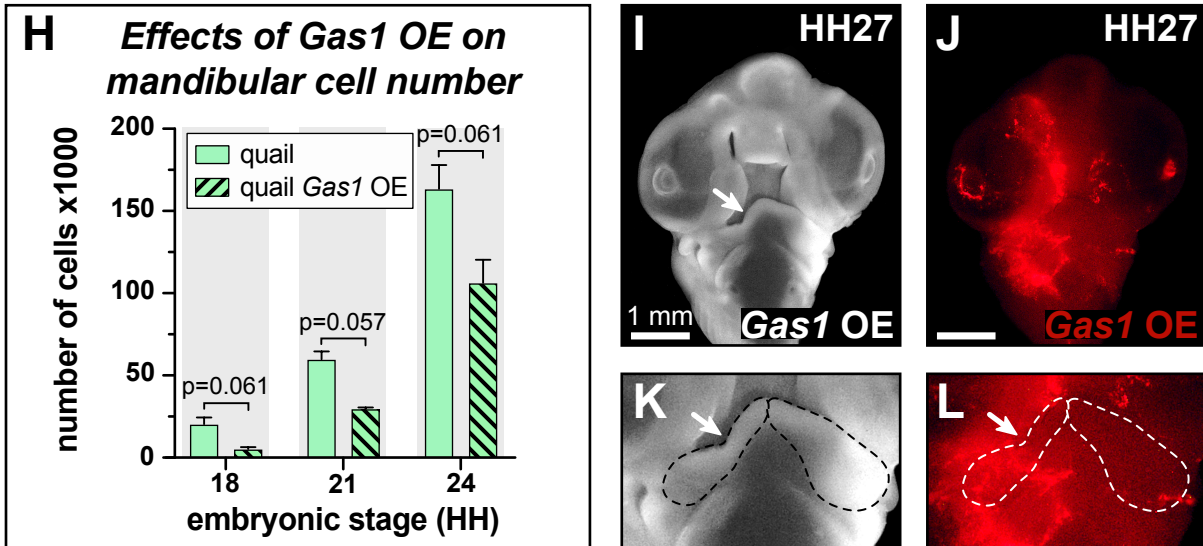 H
Effects of Gas1 OE on
mandibular cell number
number of cells x1000
200
150
100
50
0
quail
quail Gas1 OE
p=0.061
p=0.057
p=0.061
18
21
24
embryonic stage (HH)
I
HH27
1 mm
Gas1 OE
J
HH27
Gas1 OE
K
L